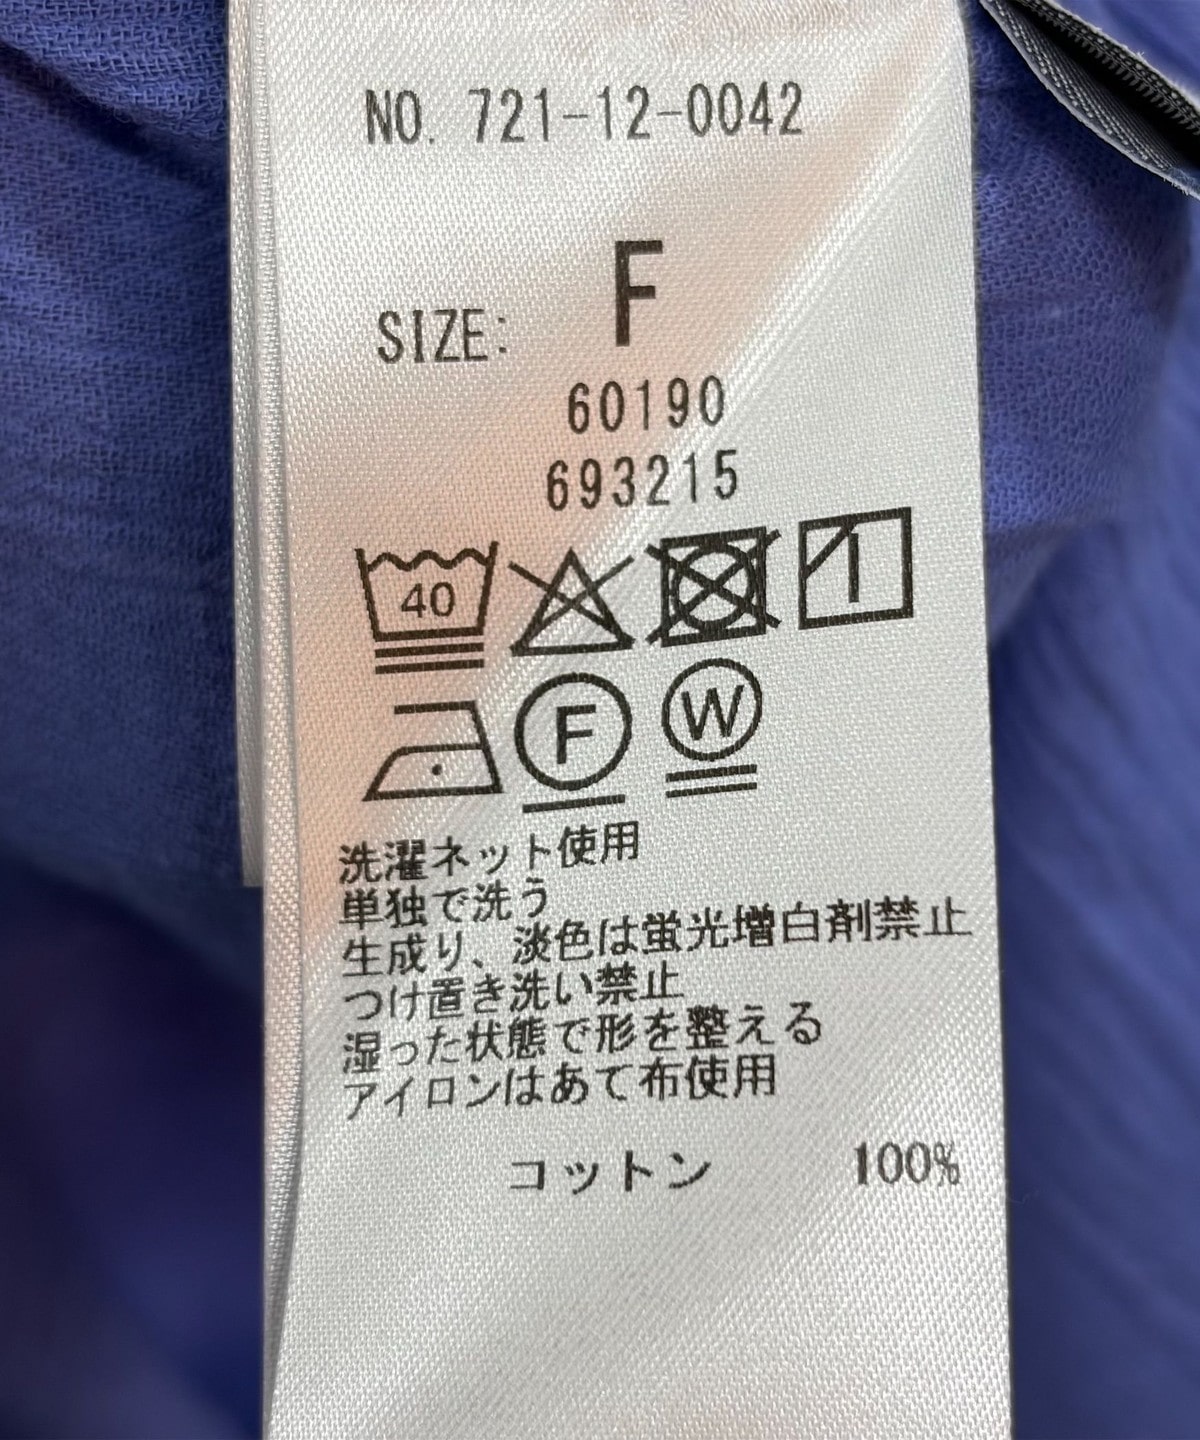 NO. 721-12-0042
SIZE: F
60190
693215
40
F W
洗濯ネット使用
単独で洗う
生成り、淡色は蛍光増白剤禁止
つけ置き洗い禁止
湿った状態で形を整える
アイロンはあて布使用
コットン 100%